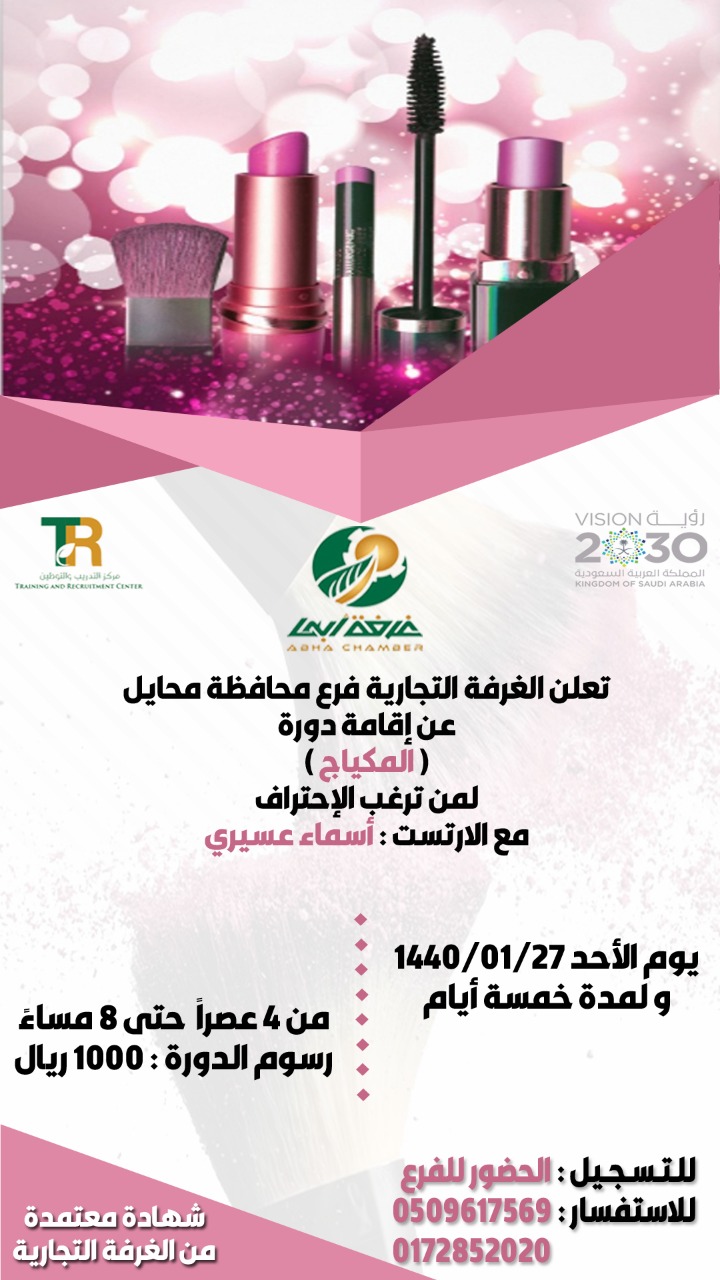 TR
مركز التدريب والتوطين
TRAINING AND RECRUITMENT CENTER
غرفة أبها
ABHA CHAMBER
VISION رؤيـــة
2030
المملكة العربية السعودية
KINGDOM OF SAUDI ARABIA
تعلن الغرفة التجارية فرع محافظة محايل
عن إقامة دورة
( المكياج )
لمن ترغب الإحتراف
مع الارتست : أسماء عسيري
يوم الأحد 1440/01/27
و لمدة خمسة أيام
من 4 عصراً حتى 8 مساءً
رسوم الدورة : 1000 ريال
للتسجيل : الحضور للفرع
للاستفسار : 0509617569
0172852020
شهادة معتمدة
من الغرفة التجارية